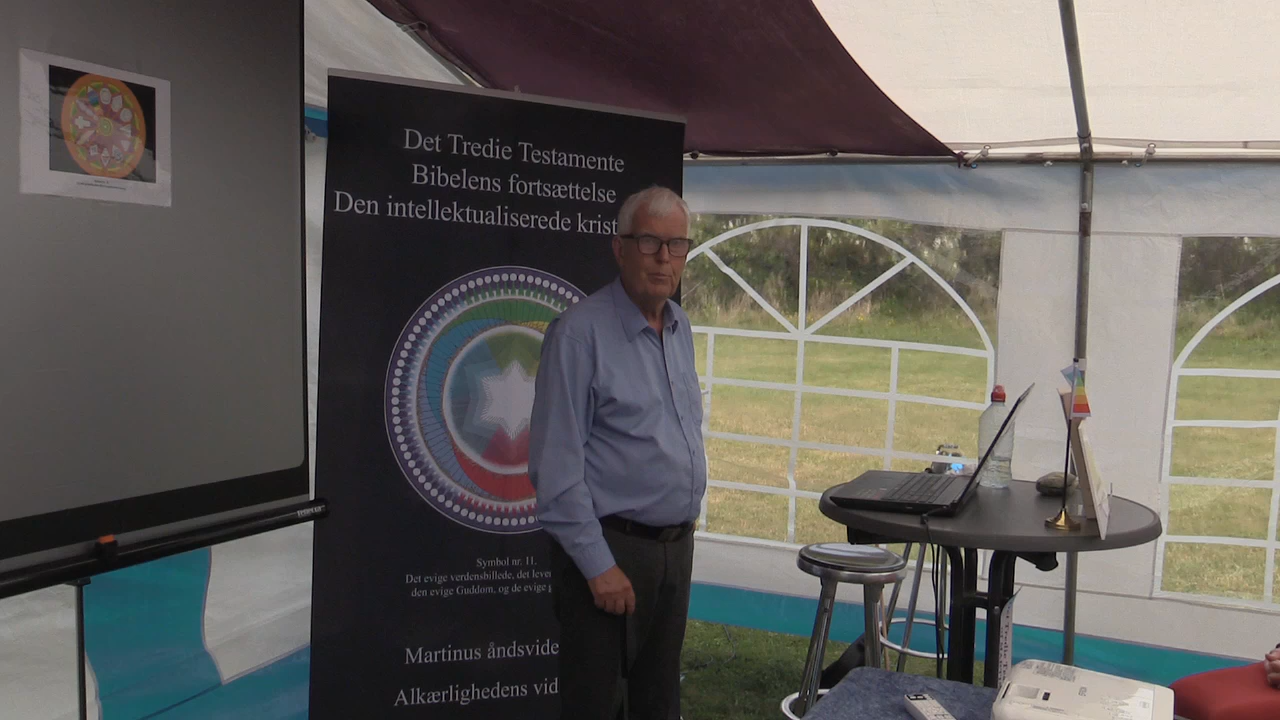 Det Tredie Testamente
Bibelens fortsættelse
Den intellektualiserede krist
Symbol nr. 11.
Det evige verdensbillede, det lever
den evige Guddom, og de evige
Martinus åndsvide
Alkærlighedens vid